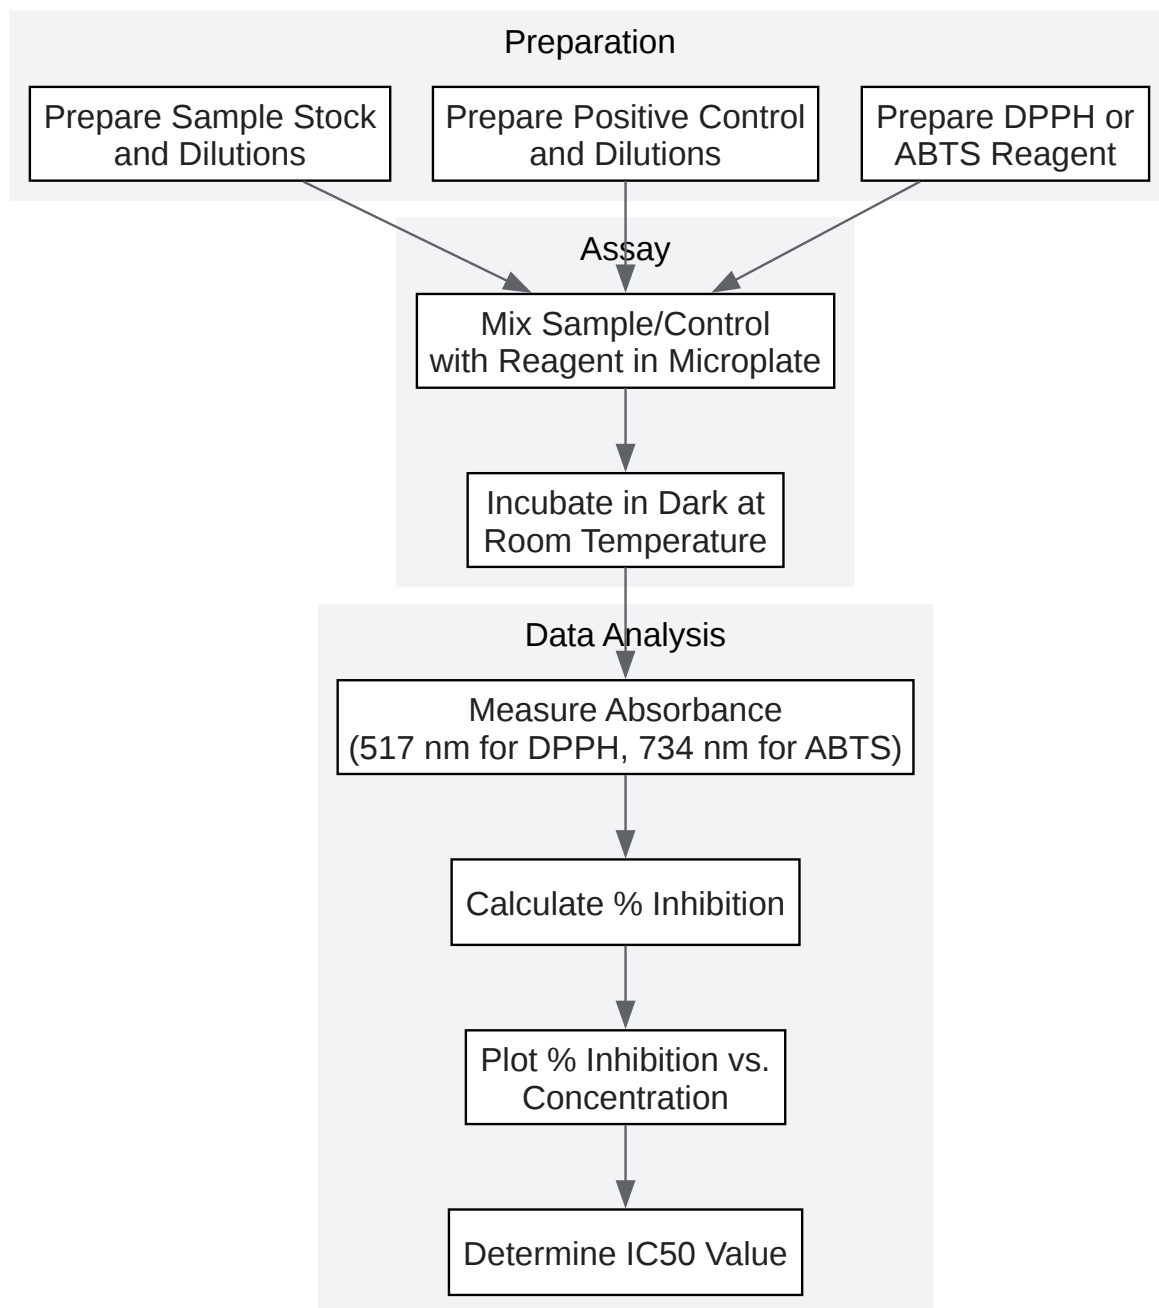 Preparation
Prepare Sample Stock
and Dilutions
Prepare Positive Control
and Dilutions
Prepare DPPH or
ABTS Reagent
Assay
Mix Sample/Control
with Reagent in Microplate
Incubate in Dark at
Room Temperature
Data Analysis
Measure Absorbance
(517 nm for DPPH, 734 nm for ABTS)
Calculate % Inhibition
Plot % Inhibition vs.
Concentration
Determine IC50 Value